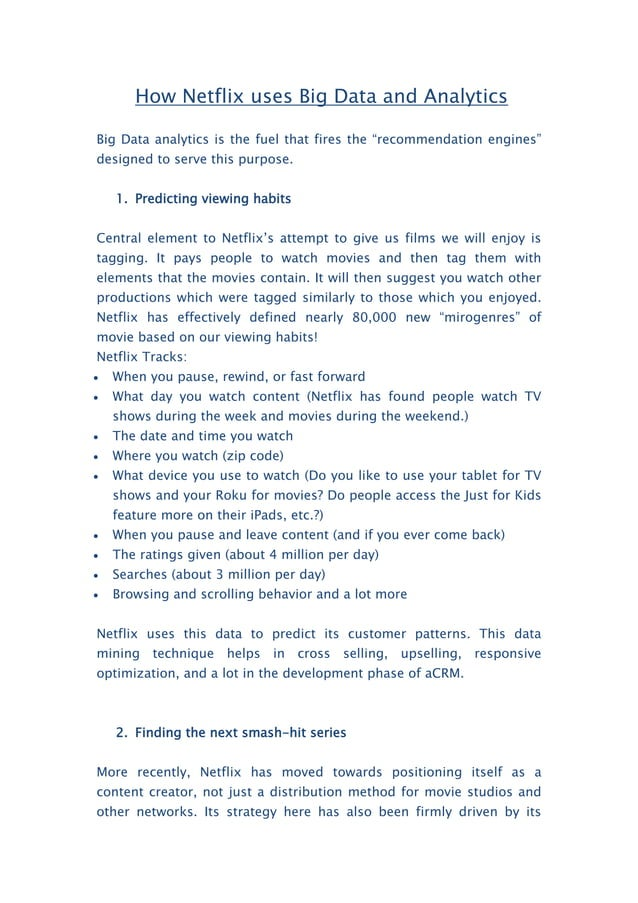 How Netflix uses Big Data and Analytics
Big Data analytics is the fuel that fires the “recommendation engines”
designed to serve this purpose.
1. Predicting viewing habits
Central element to Netflix’s attempt to give us films we will enjoy is
tagging. It pays people to watch movies and then tag them with
elements that the movies contain. It will then suggest you watch other
productions which were tagged similarly to those which you enjoyed.
Netflix has effectively defined nearly 80,000 new “mirogenres” of
movie based on our viewing habits!
Netflix Tracks:
• When you pause, rewind, or fast forward
• What day you watch content (Netflix has found people watch TV
shows during the week and movies during the weekend.)
• The date and time you watch
• Where you watch (zip code)
• What device you use to watch (Do you like to use your tablet for TV
shows and your Roku for movies? Do people access the Just for Kids
feature more on their iPads, etc.?)
• When you pause and leave content (and if you ever come back)
• The ratings given (about 4 million per day)
• Searches (about 3 million per day)
• Browsing and scrolling behavior and a lot more
Netflix uses this data to predict its customer patterns. This data
mining technique helps in cross selling, upselling, responsive
optimization, and a lot in the development phase of aCRM.
2. Finding the next smash-hit series
More recently, Netflix has moved towards positioning itself as a
content creator, not just a distribution method for movie studios and
other networks. Its strategy here has also been firmly driven by its